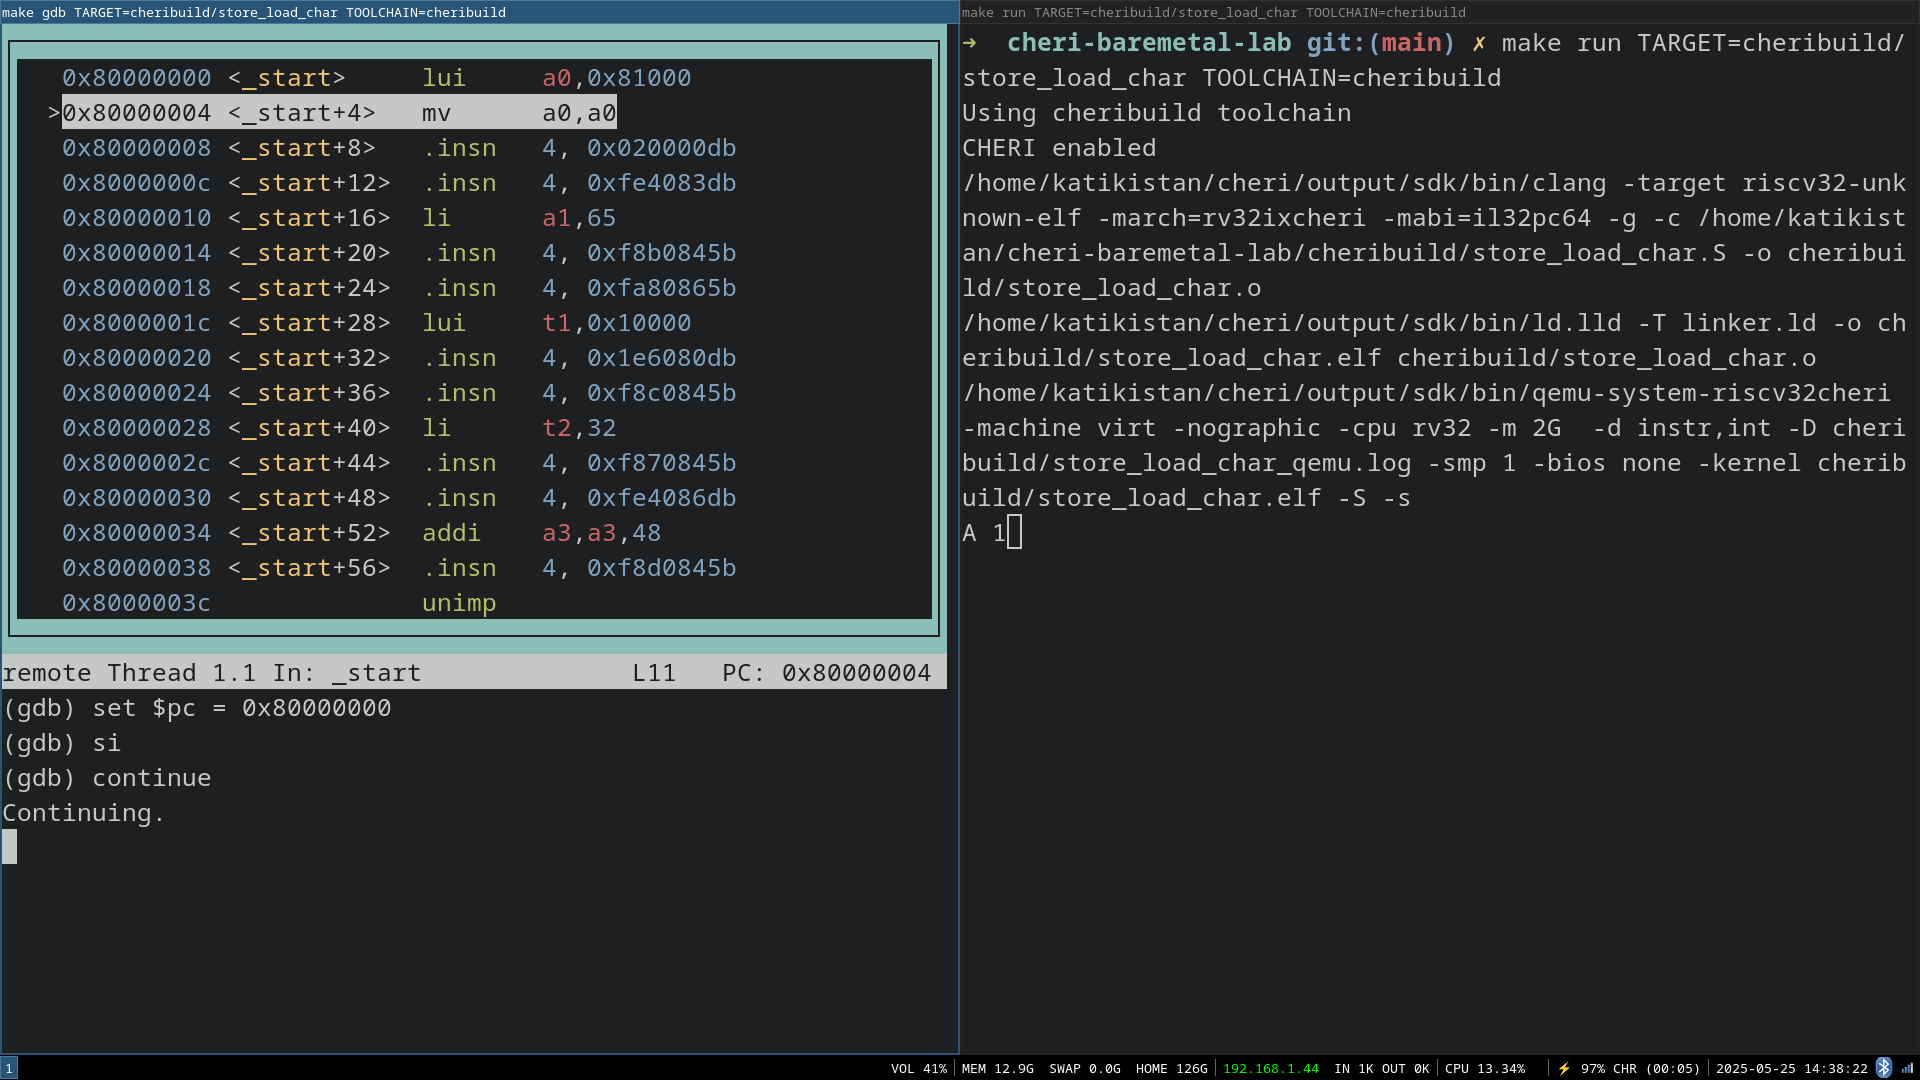 make gdb TARGET=cheribuild/store_load_char TOOLCHAIN=cheribuild
0x80000000 <_start>     lui     a0,0x81000
>0x80000004 <_start+4>   mv      a0,a0
0x80000008 <_start+8>   .insn   4, 0x020000db
0x8000000c <_start+12>  .insn   4, 0xfe4083db
0x80000010 <_start+16>  li      a1,65
0x80000014 <_start+20>  .insn   4, 0xf8b0845b
0x80000018 <_start+24>  .insn   4, 0xfa80865b
0x8000001c <_start+28>  lui     t1,0x10000
0x80000020 <_start+32>  .insn   4, 0x1e6080db
0x80000024 <_start+36>  .insn   4, 0xf8c0845b
0x80000028 <_start+40>  li      t2,32
0x8000002c <_start+44>  .insn   4, 0xf870845b
0x80000030 <_start+48>  .insn   4, 0xfe4086db
0x80000034 <_start+52>  addi    a3,a3,48
0x80000038 <_start+56>  .insn   4, 0xf8d0845b
0x8000003c              unimp
remote Thread 1.1 In: _start              L11   PC: 0x80000004
(gdb) set $pc = 0x80000000
(gdb) si
(gdb) continue
Continuing.
make run TARGET=cheribuild/store_load_char TOOLCHAIN=cheribuild
➜  cheri-baremetal-lab git:(main) ✗ make run TARGET=cheribuild/
store_load_char TOOLCHAIN=cheribuild
Using cheribuild toolchain
CHERI enabled
/home/katikistan/cheri/output/sdk/bin/clang -target riscv32-unk
nown-elf -march=rv32ixcheri -mabi=il32pc64 -g -c /home/katikist
an/cheri-baremetal-lab/cheribuild/store_load_char.S -o cheribui
ld/store_load_char.o
/home/katikistan/cheri/output/sdk/bin/ld.lld -T linker.ld -o ch
eribuild/store_load_char.elf cheribuild/store_load_char.o
/home/katikistan/cheri/output/sdk/bin/qemu-system-riscv32cheri
-machine virt -nographic -cpu rv32 -m 2G  -d instr,int -D cheri
build/store_load_char_qemu.log -smp 1 -bios none -kernel cherib
uild/store_load_char.elf -S -s
A 1
1
VOL 41% MEM 12.9G  SWAP 0.0G  HOME 126G 192.168.1.44  IN 1K OUT 0K CPU 13.34% ⚡ 97% CHR (00:05) 2025-05-25 14:38:22